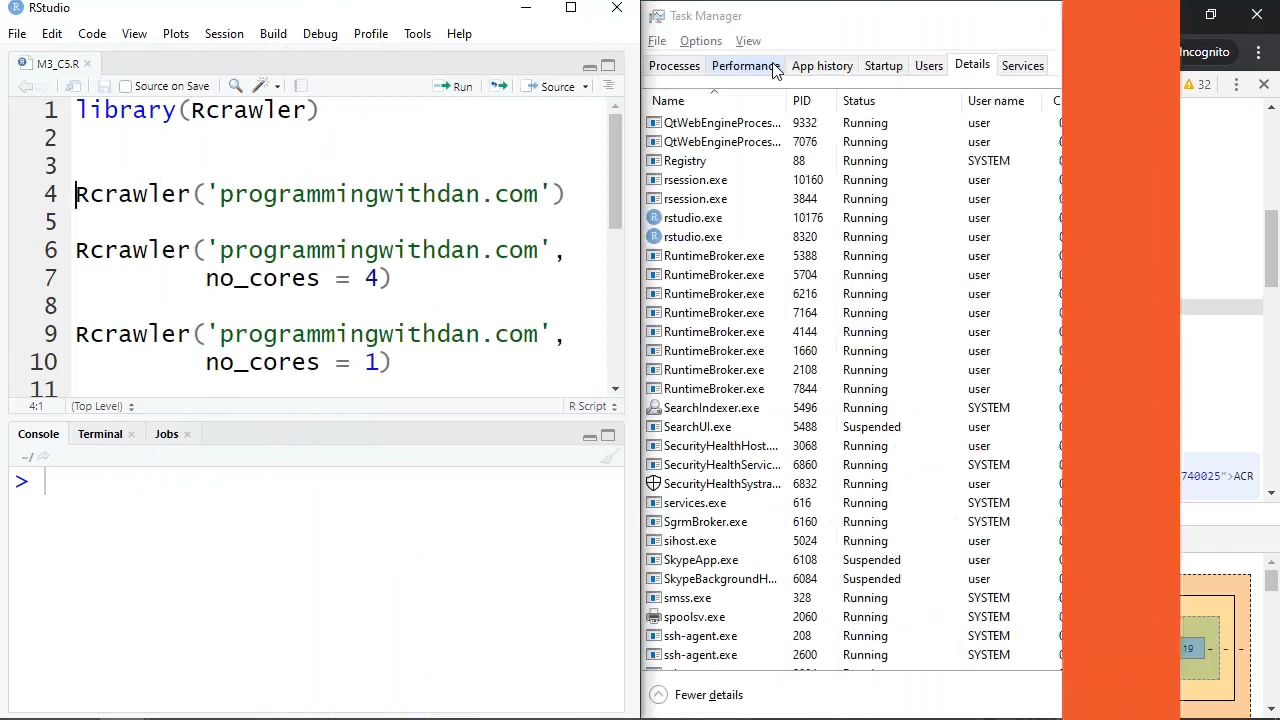 RStudio
File Edit Code View Plots Session Build Debug Profile Tools Help
M3_C5.R
Source on Save Run Source
1 library(Rcrawler)
2
3
4 Rcrawler('programmingwithdan.com')
5
6 Rcrawler('programmingwithdan.com',
7 no_cores = 4)
8
9 Rcrawler('programmingwithdan.com',
10 no_cores = 1)
11
4:1 (Top Level) R Script
Console Terminal Jobs
~/
>
Task Manager
File Options View
Processes Performance App history Startup Users Details Services
Name PID Status User name C
QtWebEngineProces... 9332 Running user
QtWebEngineProces... 7076 Running user
Registry 88 Running SYSTEM
rsession.exe 10160 Running user
rsession.exe 3844 Running user
rstudio.exe 10176 Running user
rstudio.exe 8320 Running user
RuntimeBroker.exe 5388 Running user
RuntimeBroker.exe 5704 Running user
RuntimeBroker.exe 6216 Running user
RuntimeBroker.exe 7164 Running user
RuntimeBroker.exe 4144 Running user
RuntimeBroker.exe 1660 Running user
RuntimeBroker.exe 2108 Running user
RuntimeBroker.exe 7844 Running user
SearchIndexer.exe 5496 Running SYSTEM
SearchUI.exe 5488 Suspended user
SecurityHealthHost.... 3068 Running user
SecurityHealthServic... 6860 Running SYSTEM
SecurityHealthSystra... 6832 Running user
services.exe 616 Running SYSTEM
SgrmBroker.exe 6160 Running SYSTEM
sihost.exe 5024 Running user
SkypeApp.exe 6108 Suspended user
SkypeBackgroundH... 6084 Suspended user
smss.exe 328 Running SYSTEM
spoolsv.exe 2060 Running SYSTEM
ssh-agent.exe 208 Running SYSTEM
ssh-agent.exe 2600 Running SYSTEM
Fewer details
Incognito
32
740025">ACR
19 - - -